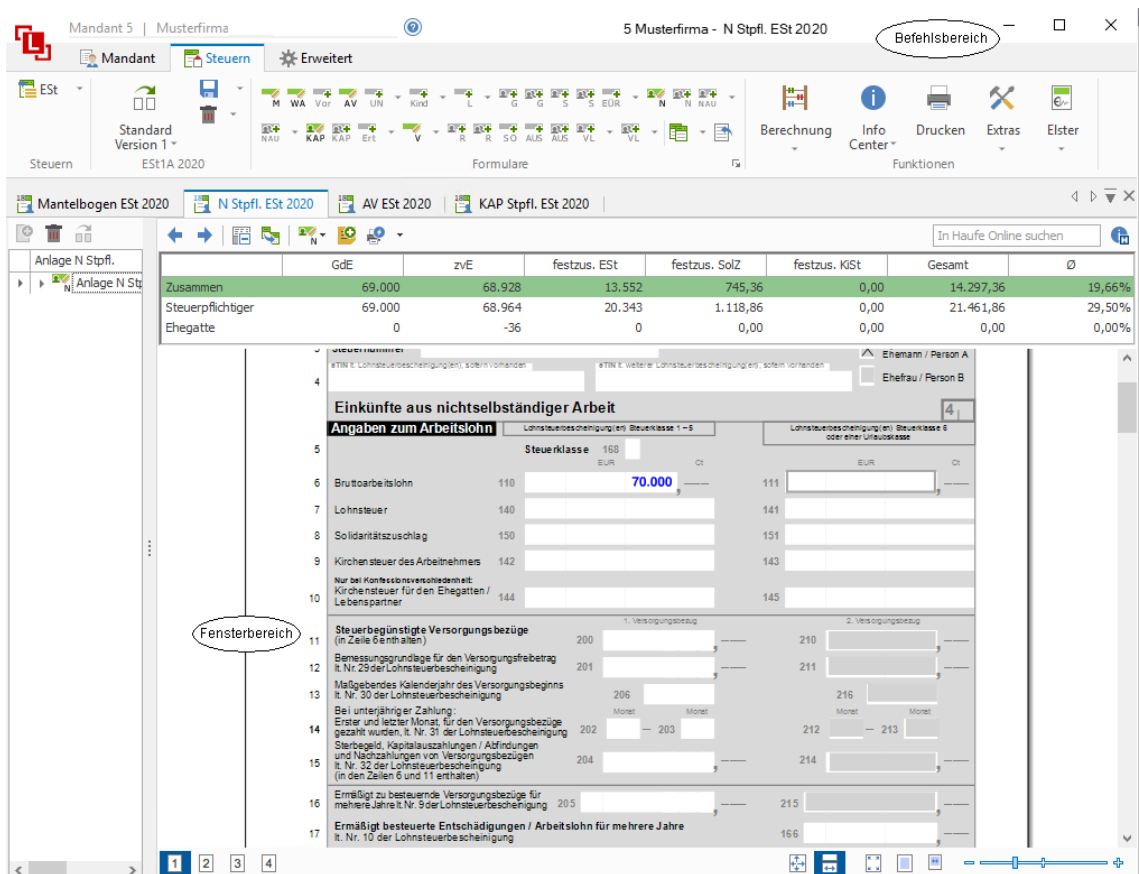 Mandant 5 | Musterfirma
5 Musterfirma - N Stpfl. ESt 2020
Befehlsbereich
Mandant Steuern Erweitert
ESt
M WA Vor AV UN Kind L G G S S EÜR N N NAU
Standard Version 1
NAU KAP KAP Ert V R R SO AUS AUS VL VL
Berechnung Info Center Drucken Extras Elster
Steuern ESt1A 2020 Formulare Funktionen
Mantelbogen ESt 2020 N Stpfl. ESt 2020 AV ESt 2020 KAP Stpfl. ESt 2020
N In Haufe Online suchen
Anlage N Stpfl.
N Anlage N Stp
GdE zvE festzus. ESt festzus. SolZ festzus. KiSt Gesamt Ø
Zusammen 69.000 68.928 13.552 745,36 0,00 14.297,36 19,66%
Steuerpflichtiger 69.000 68.964 20.343 1.118,86 0,00 21.461,86 29,50%
Ehegatte 0 -36 0 0,00 0,00 0,00 0,00%
3 Steuernummer X Ehemann / Person A
eTIN lt. Lohnsteuerbescheinigung(en), sofern vorhanden eTIN lt. weiterer Lohnsteuerbescheinigung(en), sofern vorhanden
4 Ehefrau / Person B
Einkünfte aus nichtselbständiger Arbeit 4
Angaben zum Arbeitslohn Lohnsteuerbescheinigung(en) Steuerklasse 1 – 5 Lohnsteuerbescheinigung(en) Steuerklasse 6 oder einer Urlaubskasse
5 Steuerklasse 168
EUR Ct EUR Ct
6 Bruttoarbeitslohn 110 70.000 ,— 111 ,—
7 Lohnsteuer 140 141
8 Solidaritätszuschlag 150 151
9 Kirchensteuer des Arbeitnehmers 142 143
Nur bei Konfessionsverschiedenheit:
10 Kirchensteuer für den Ehegatten / Lebenspartner 144 145
Fensterbereich
1. Versorgungsbezug 2. Versorgungsbezug
11 Steuerbegünstigte Versorgungsbezüge (in Zeile 6 enthalten) 200 ,— 210 ,—
12 Bemessungsgrundlage für den Versorgungsfreibetrag lt. Nr. 29 der Lohnsteuerbescheinigung 201 ,— 211 ,—
13 Maßgebendes Kalenderjahr des Versorgungsbeginns lt. Nr. 30 der Lohnsteuerbescheinigung 206 216
Bei unterjähriger Zahlung: Monat Monat Monat Monat
14 Erster und letzter Monat, für den Versorgungsbezüge gezahlt wurden, lt. Nr. 31 der Lohnsteuerbescheinigung 202 – 203 212 – 213
15 Sterbegeld, Kapitalauszahlungen / Abfindungen und Nachzahlungen von Versorgungsbezügen lt. Nr. 32 der Lohnsteuerbescheinigung (in den Zeilen 6 und 11 enthalten) 204 ,— 214 ,—
16 Ermäßigt zu besteuernde Versorgungsbezüge für mehrere Jahre lt. Nr. 9 der Lohnsteuerbescheinigung 205 ,— 215 ,—
17 Ermäßigt besteuerte Entschädigungen / Arbeitslohn für mehrere Jahre lt. Nr. 10 der Lohnsteuerbescheinigung 166 ,—
1 2 3 4